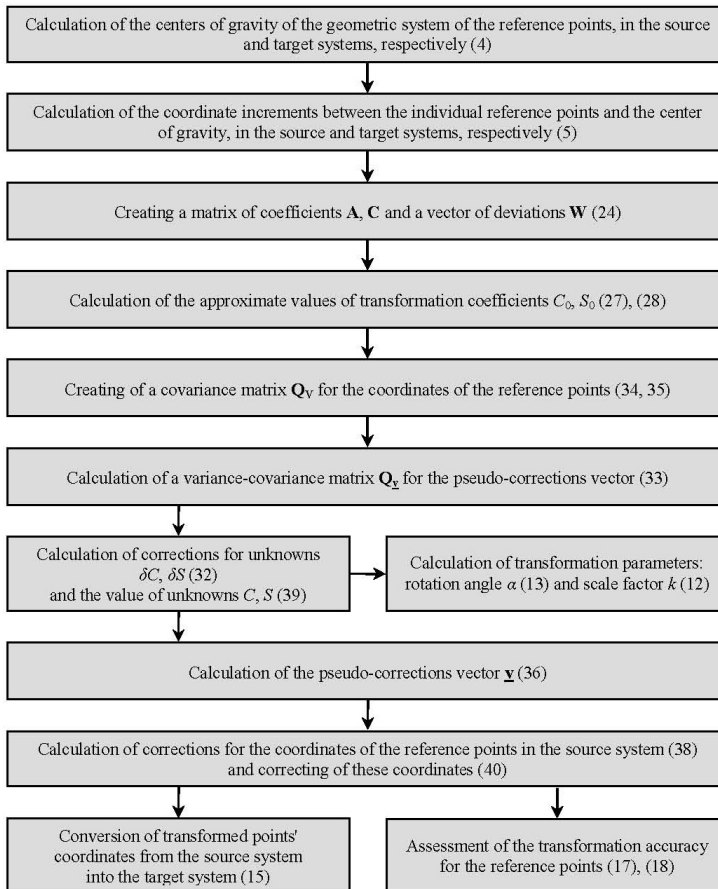 Calculation of the centers of gravity of the geometric system of the reference points, in the source
and target systems, respectively (4)
Calculation of the coordinate increments between the individual reference points and the center
of gravity, in the source and target systems, respectively (5)
Creating a matrix of coefficients A, C and a vector of deviations W (24)
Calculation of the approximate values of transformation coefficients C₀, S₀ (27), (28)
Creating of a covariance matrix Q_V for the coordinates of the reference points (34, 35)
Calculation of a variance-covariance matrix Q_v for the pseudo-corrections vector (33)
Calculation of corrections for unknowns
δC, δS (32)
and the value of unknowns C, S (39)
Calculation of transformation parameters:
rotation angle α (13) and scale factor k (12)
Calculation of the pseudo-corrections vector v (36)
Calculation of corrections for the coordinates of the reference points in the source system (38)
and correcting of these coordinates (40)
Conversion of transformed points'
coordinates from the source system
into the target system (15)
Assessment of the transformation accuracy
for the reference points (17), (18)